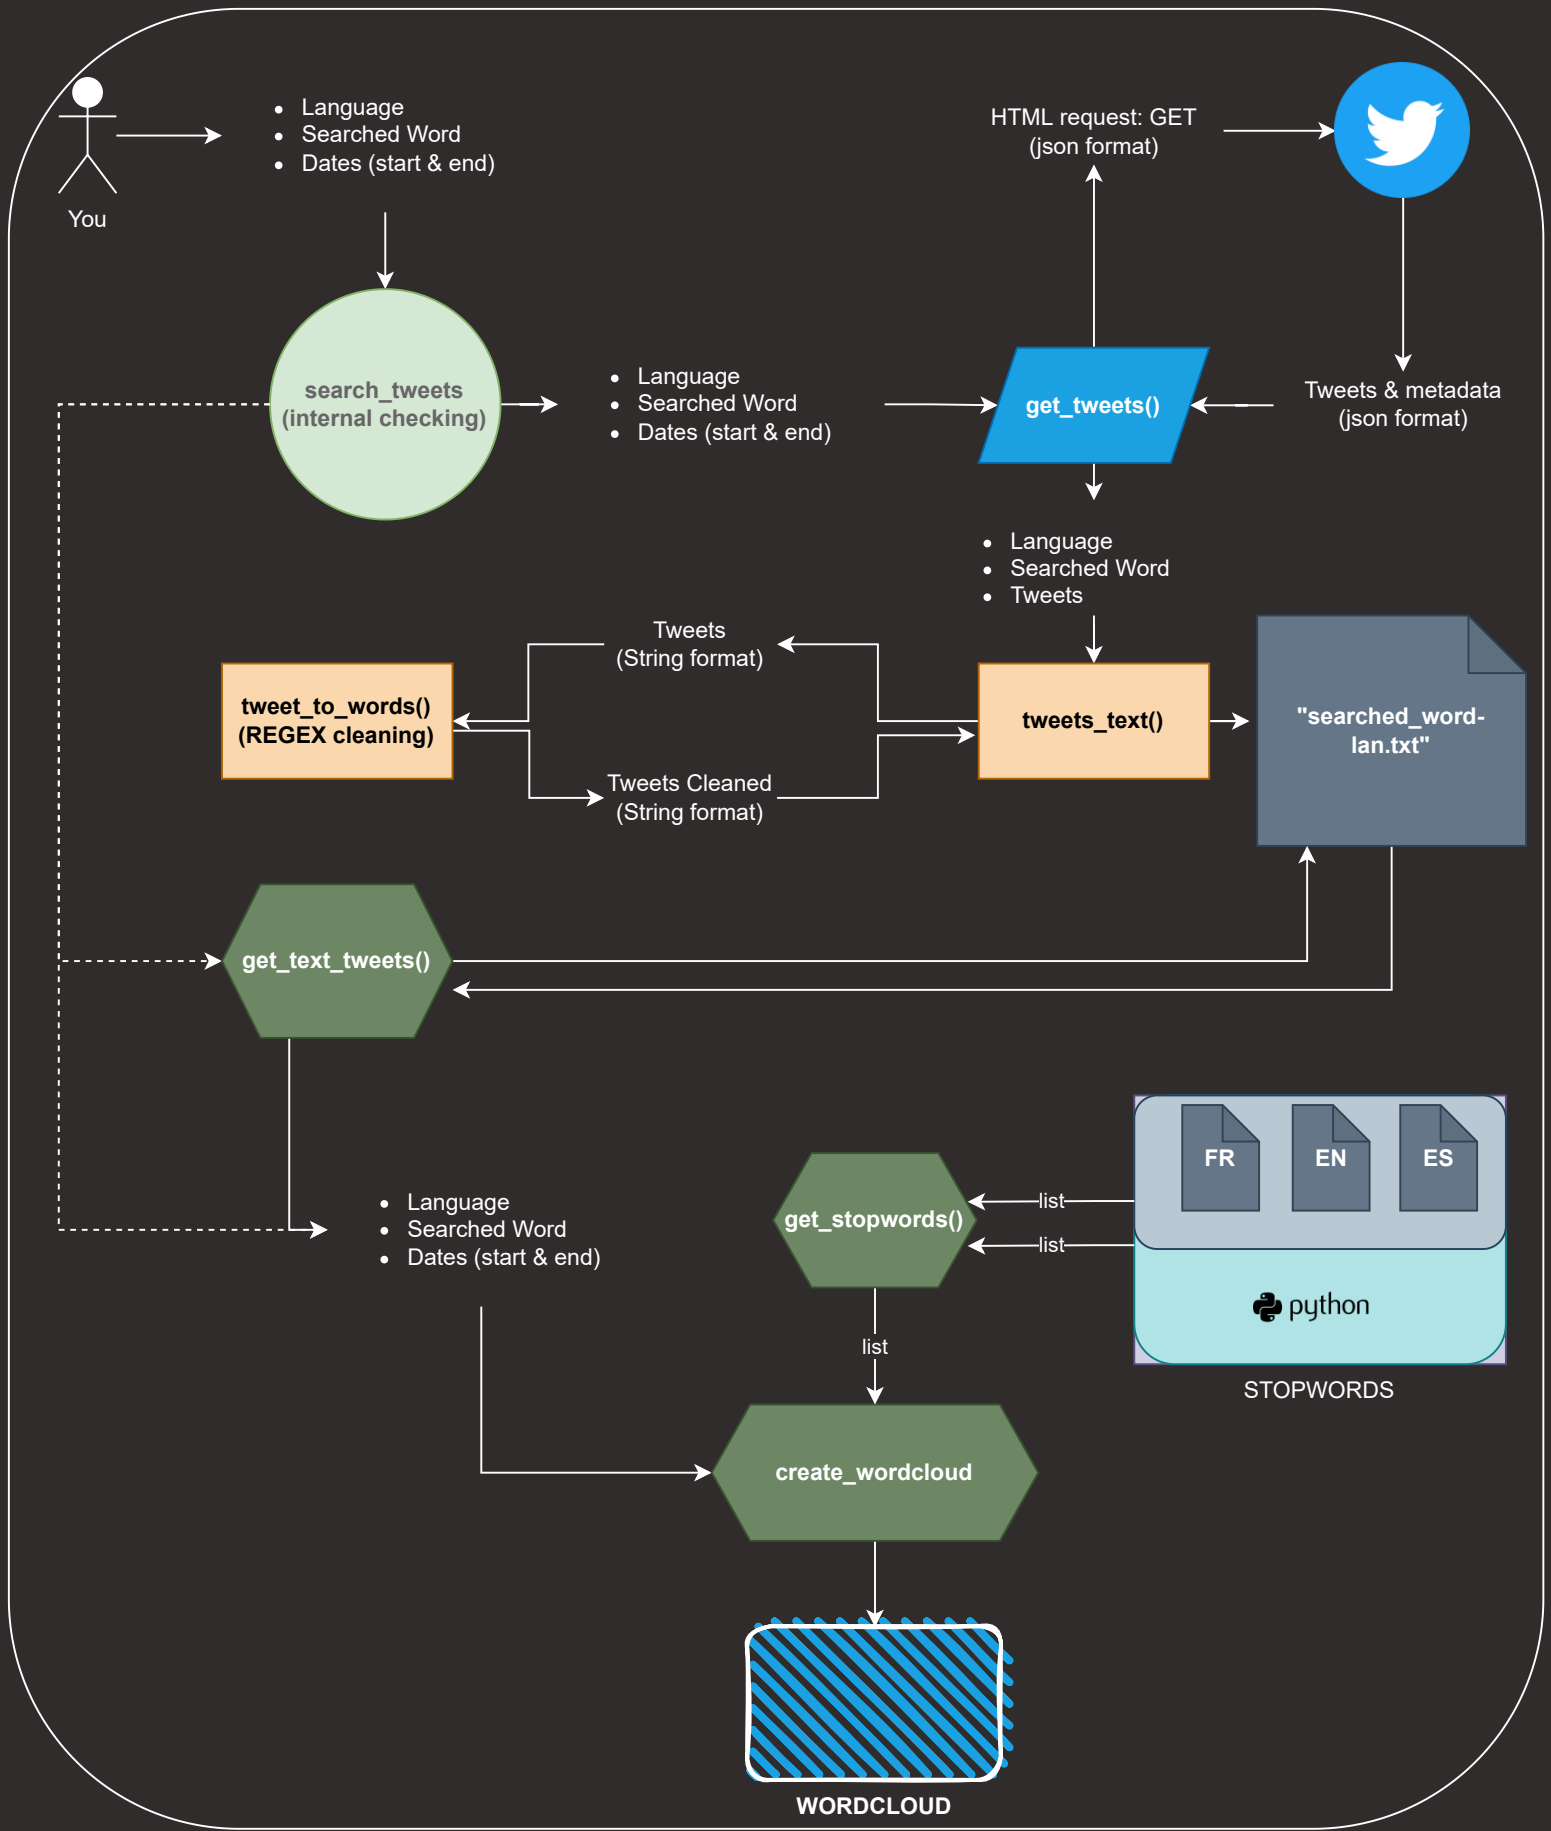 You
Language
Searched Word
Dates (start & end)
HTML request: GET
(json format)
search_tweets
(internal checking)
Language
Searched Word
Dates (start & end)
get_tweets()
Tweets & metadata
(json format)
Language
Searched Word
Tweets
Tweets
(String format)
tweet_to_words()
(REGEX cleaning)
tweets_text()
"searched_word-
lan.txt"
Tweets Cleaned
(String format)
get_text_tweets()
FR
EN
ES
Language
Searched Word
Dates (start & end)
get_stopwords()
list
list
python
list
STOPWORDS
create_wordcloud
WORDCLOUD